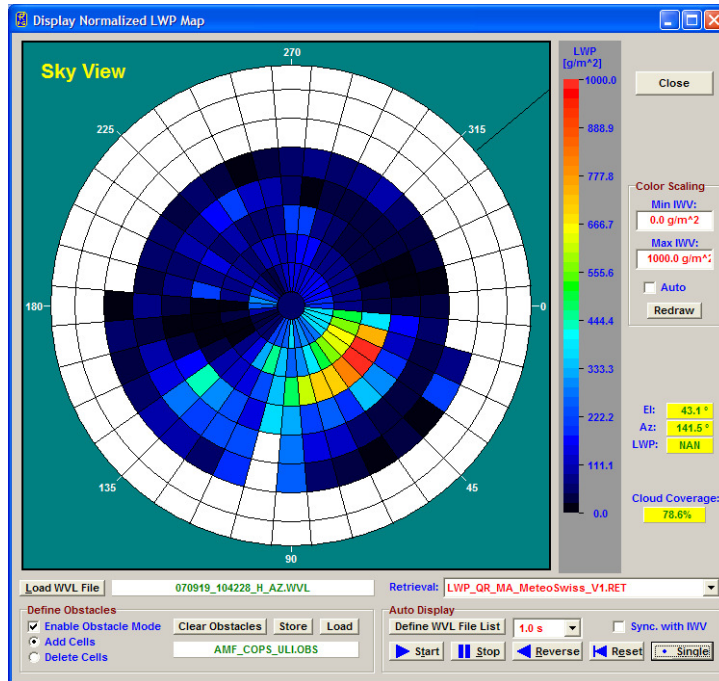 Display Normalized LWP Map
Sky View
270
225
315
180
0
135
45
90
LWP
[g/m^2]
1000.0
888.9
777.8
666.7
555.6
444.4
333.3
222.2
111.1
0.0
Close
Color Scaling
Min IWV:
0.0 g/m^2
Max IWV:
1000.0 g/m^2
Auto
Redraw
El: 43.1 °
Az: 141.5 °
LWP: NAN
Cloud Coverage:
78.6%
Load WVL File 070919_104228_H_AZ.WVL Retrieval: LWP_QR_MA_MeteoSwiss_V1.RET
Define Obstacles
Enable Obstacle Mode Clear Obstacles Store Load
Add Cells
AMF_COPS_ULI.OBS
Delete Cells
Auto Display
Define WVL File List 1.0 s Sync. with IWV
Start Stop Reverse Reset Single